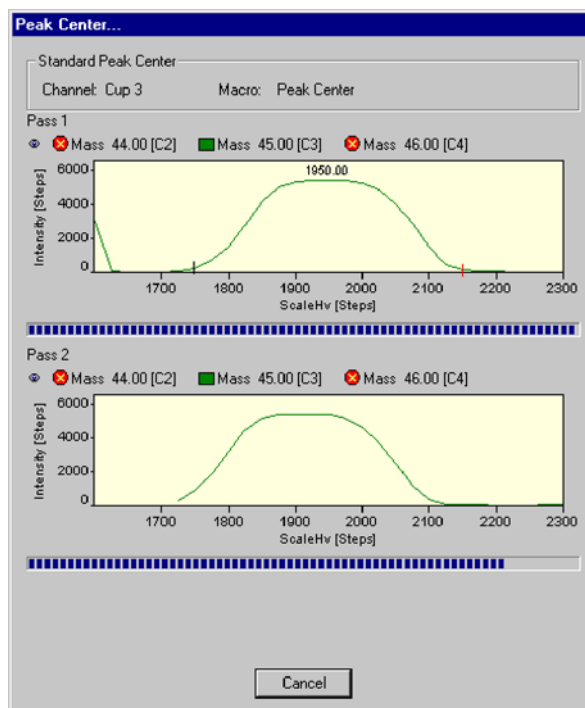 Peak Center...
Standard Peak Center
Channel: Cup 3 Macro: Peak Center
Pass 1
Mass 44.00 [C2] Mass 45.00 [C3] Mass 46.00 [C4]
1950.00
Intensity [Steps]
6000
4000
2000
0
1700 1800 1900 2000 2100 2200 2300
ScaleHv [Steps]
Pass 2
Mass 44.00 [C2] Mass 45.00 [C3] Mass 46.00 [C4]
Intensity [Steps]
6000
4000
2000
0
1700 1800 1900 2000 2100 2200 2300
ScaleHv [Steps]
Cancel